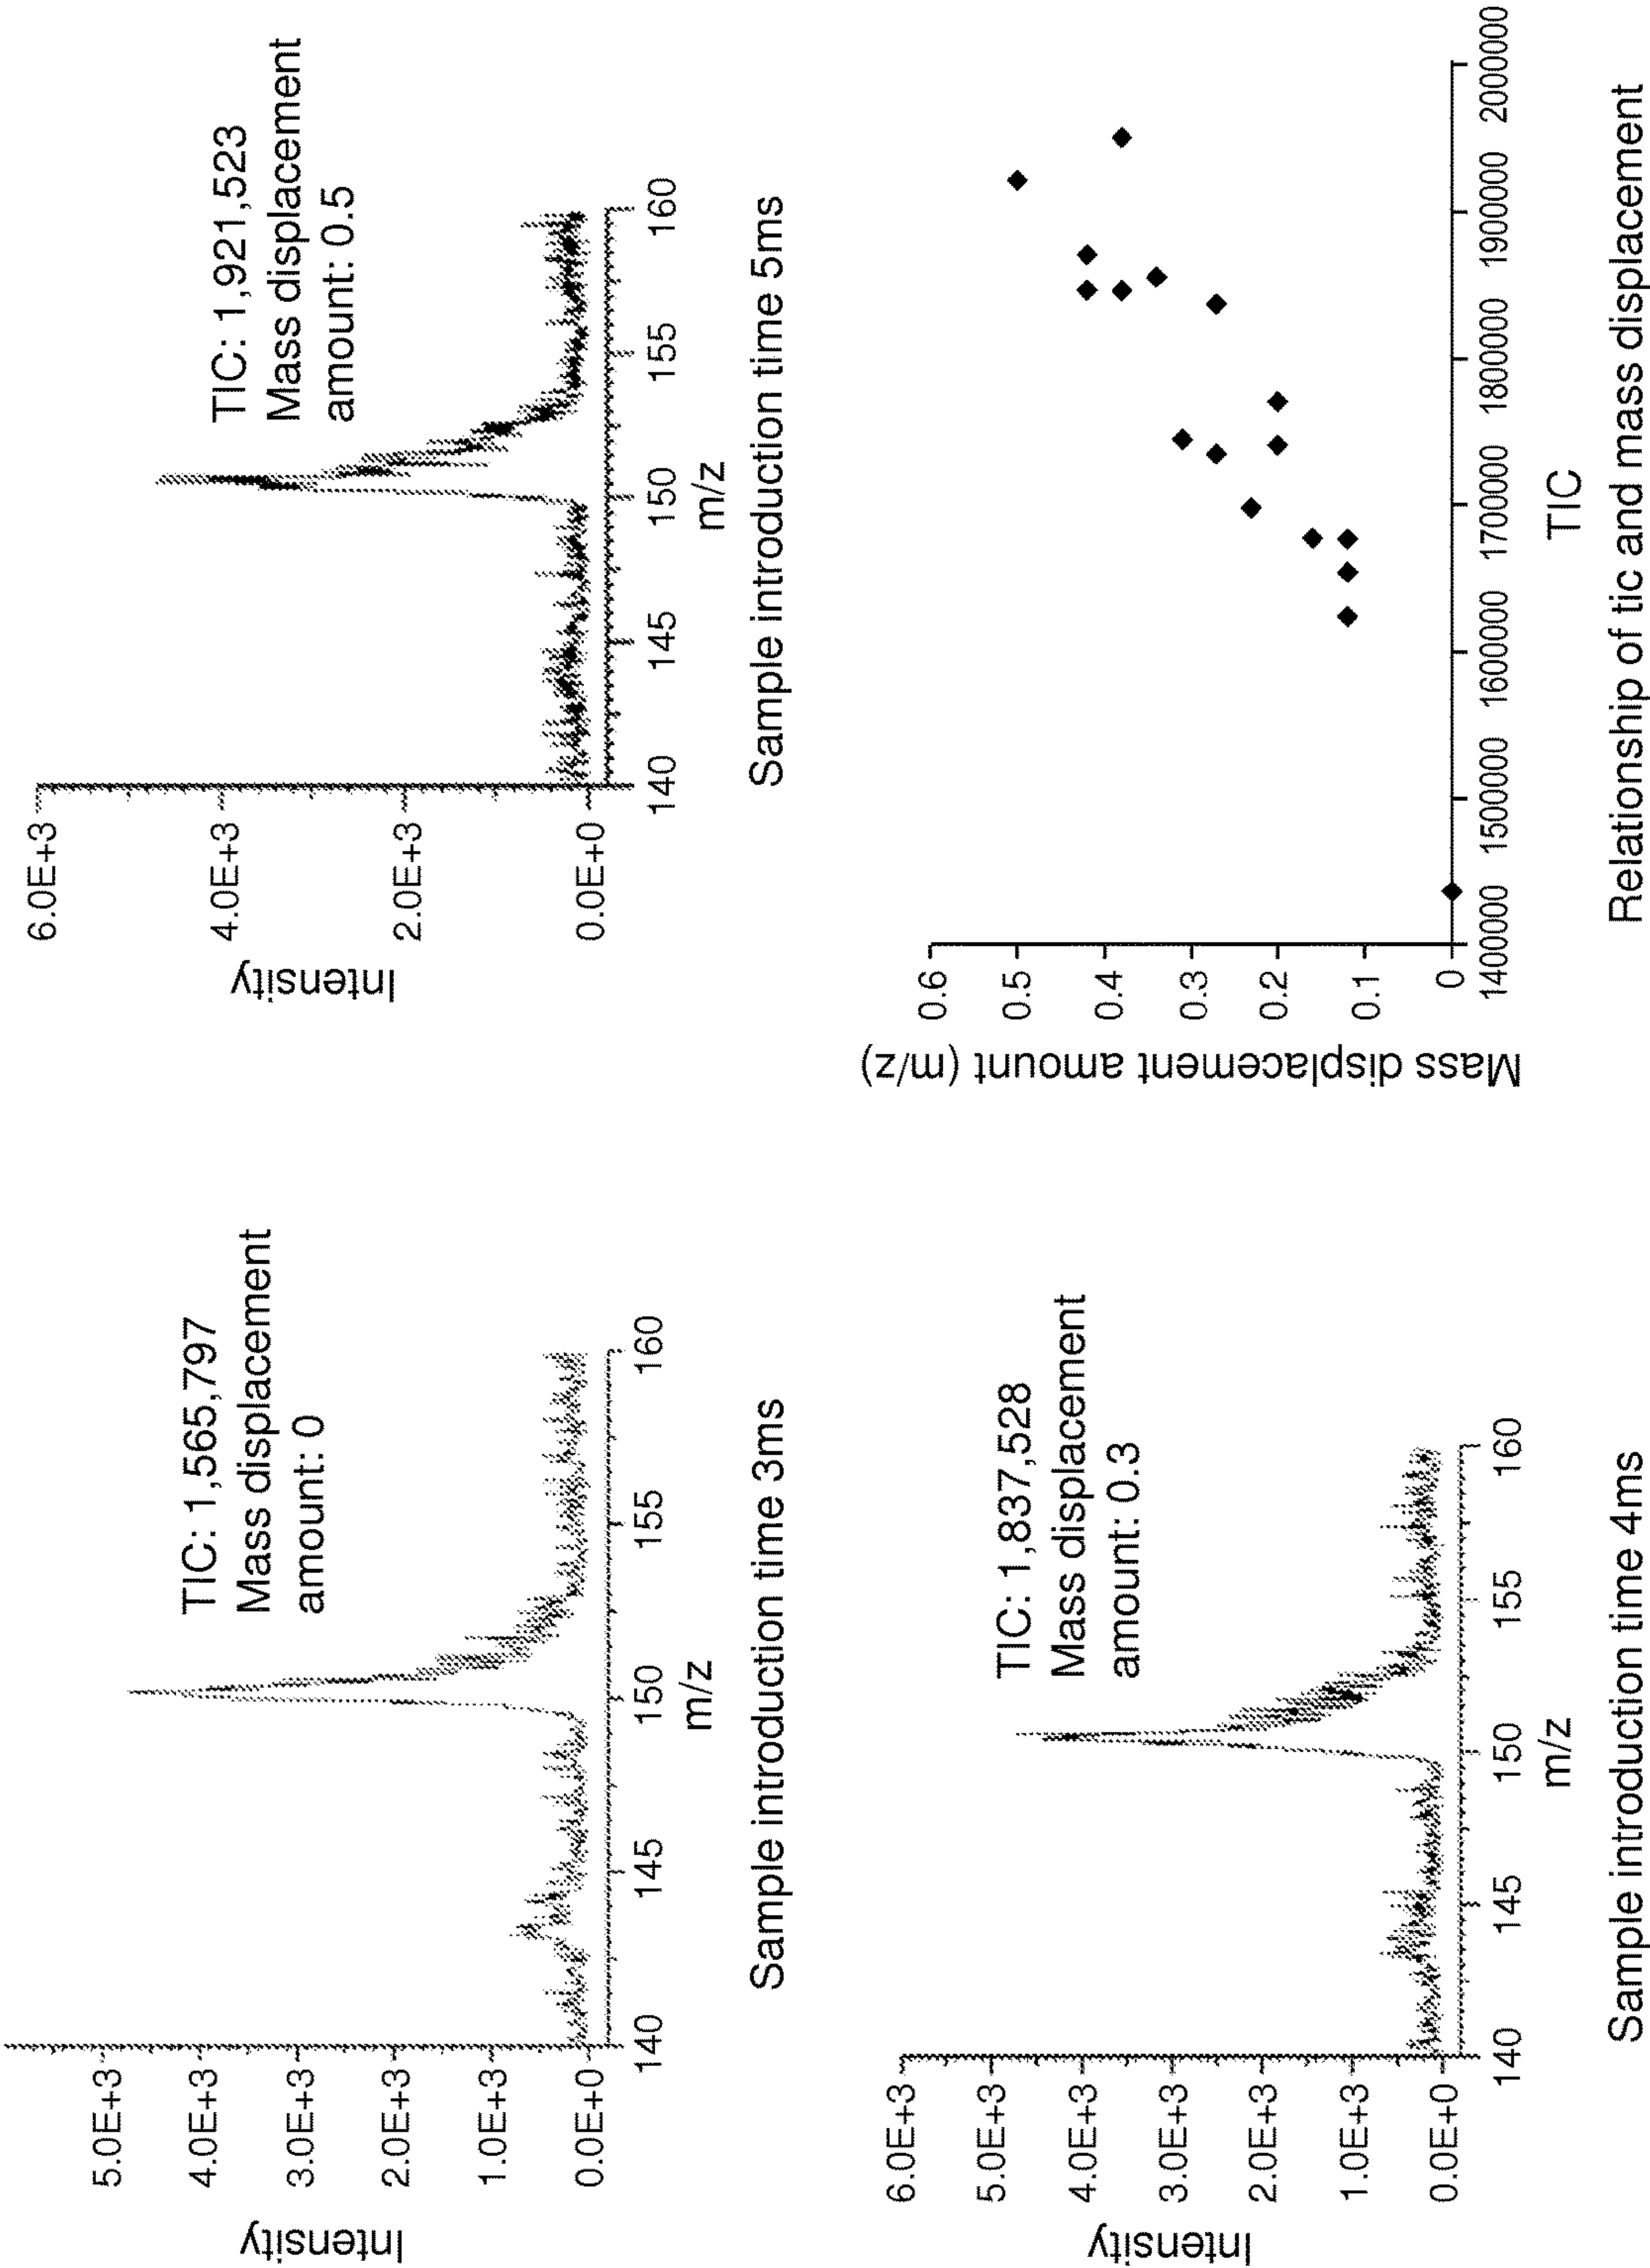 Intensity
5.0E+3
4.0E+3
3.0E+3
2.0E+3
1.0E+3
0.0E+0
TIC: 1,565,797
Mass displacement
amount: 0
140 145 150 155 160
m/z
Sample introduction time 3ms
Intensity
6.0E+3
4.0E+3
2.0E+3
0.0E+0
TIC: 1,921,523
Mass displacement
amount: 0.5
140 145 150 155 160
m/z
Sample introduction time 5ms
Intensity
6.0E+3
5.0E+3
4.0E+3
3.0E+3
2.0E+3
1.0E+3
0.0E+0
TIC: 1,837,528
Mass displacement
amount: 0.3
140 145 150 155 160
m/z
Sample introduction time 4ms
Mass displacement amount (m/z)
0.6
0.5
0.4
0.3
0.2
0.1
0
1400000 1500000 1600000 1700000 1800000 1900000 2000000
TIC
Relationship of tic and mass displacement